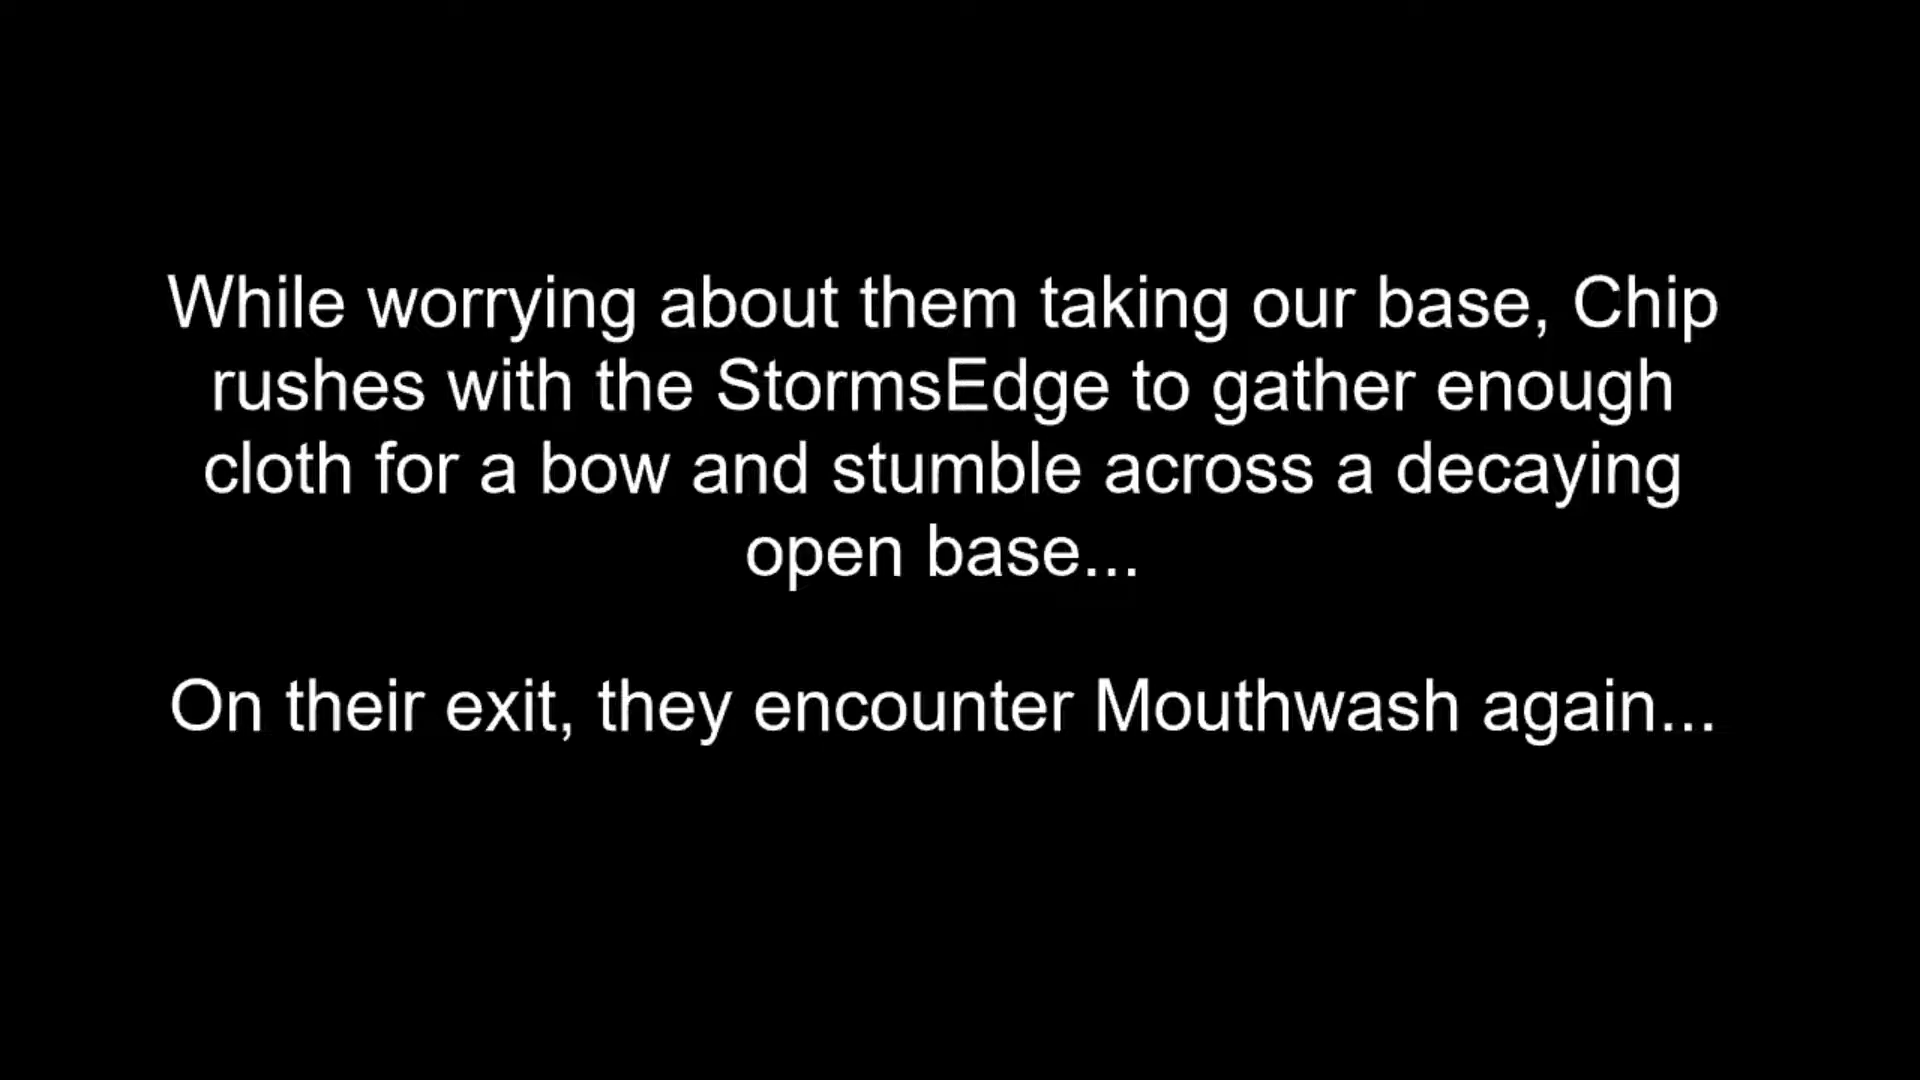 While worrying about them taking our base, Chip
rushes with the StormsEdge to gather enough
cloth for a bow and stumble across a decaying
open base...
On their exit, they encounter Mouthwash again...